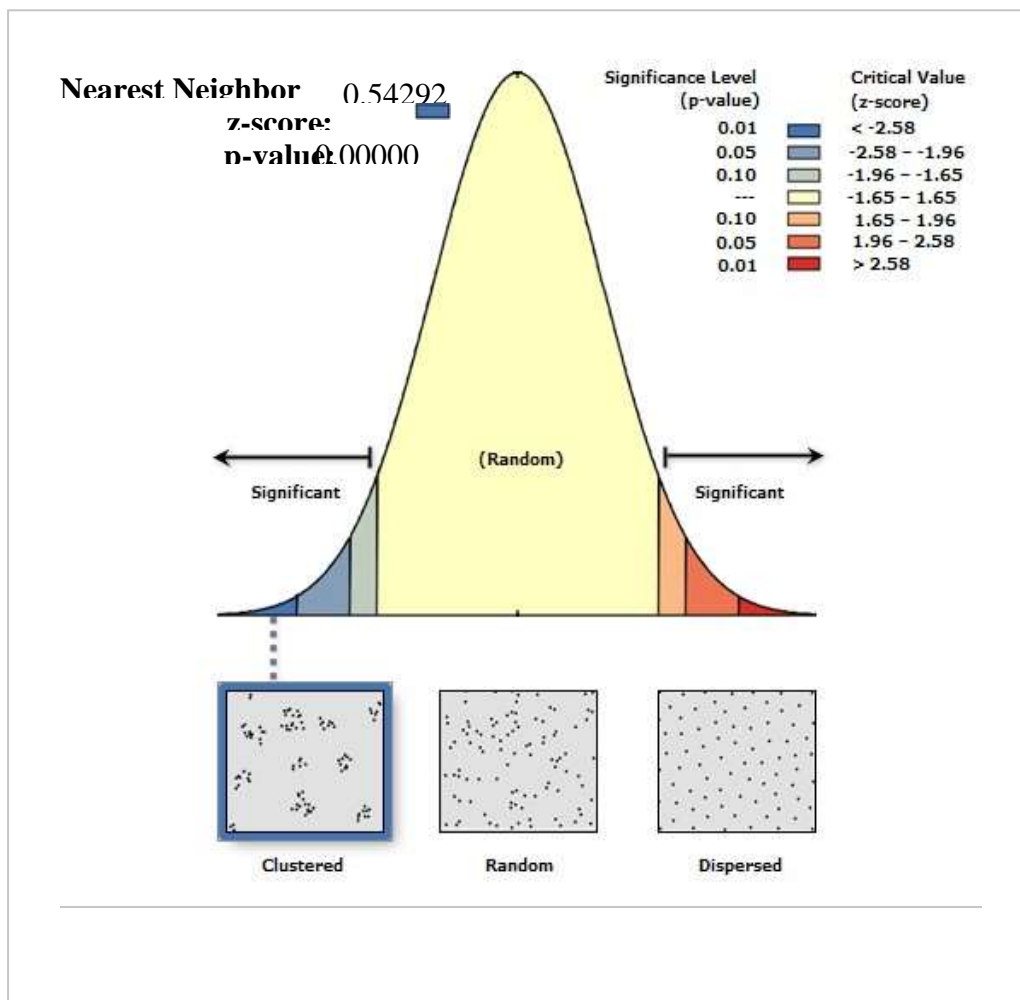 Nearest Neighbor 0.54292
z-score:
p-value: 0.00000
Significance Level Critical Value
(p-value) (z-score)
0.01 < -2.58
0.05 -2.58 – -1.96
0.10 -1.96 – -1.65
--- -1.65 – 1.65
0.10 1.65 – 1.96
0.05 1.96 – 2.58
0.01 > 2.58
(Random)
Significant Significant
Clustered Random Dispersed